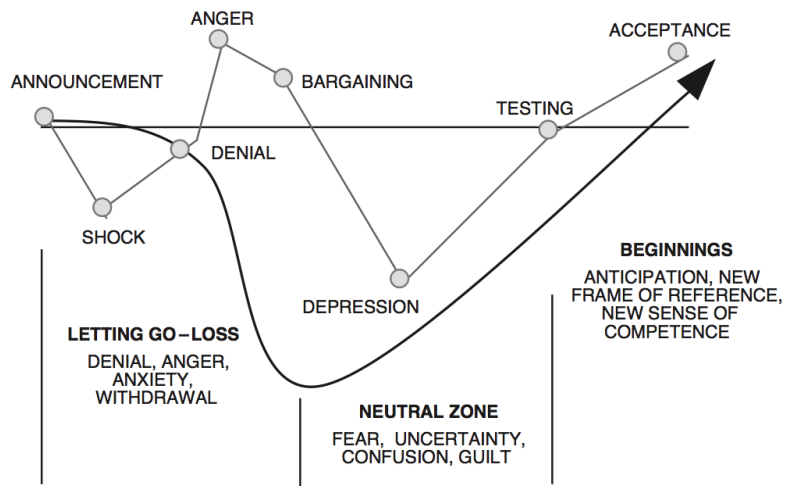 ANGER
ACCEPTANCE
ANNOUNCEMENT
BARGAINING
TESTING
DENIAL
SHOCK
DEPRESSION
BEGINNINGS
ANTICIPATION, NEW
FRAME OF REFERENCE,
NEW SENSE OF
COMPETENCE
LETTING GO – LOSS
DENIAL, ANGER,
ANXIETY,
WITHDRAWAL
NEUTRAL ZONE
FEAR, UNCERTAINTY,
CONFUSION, GUILT